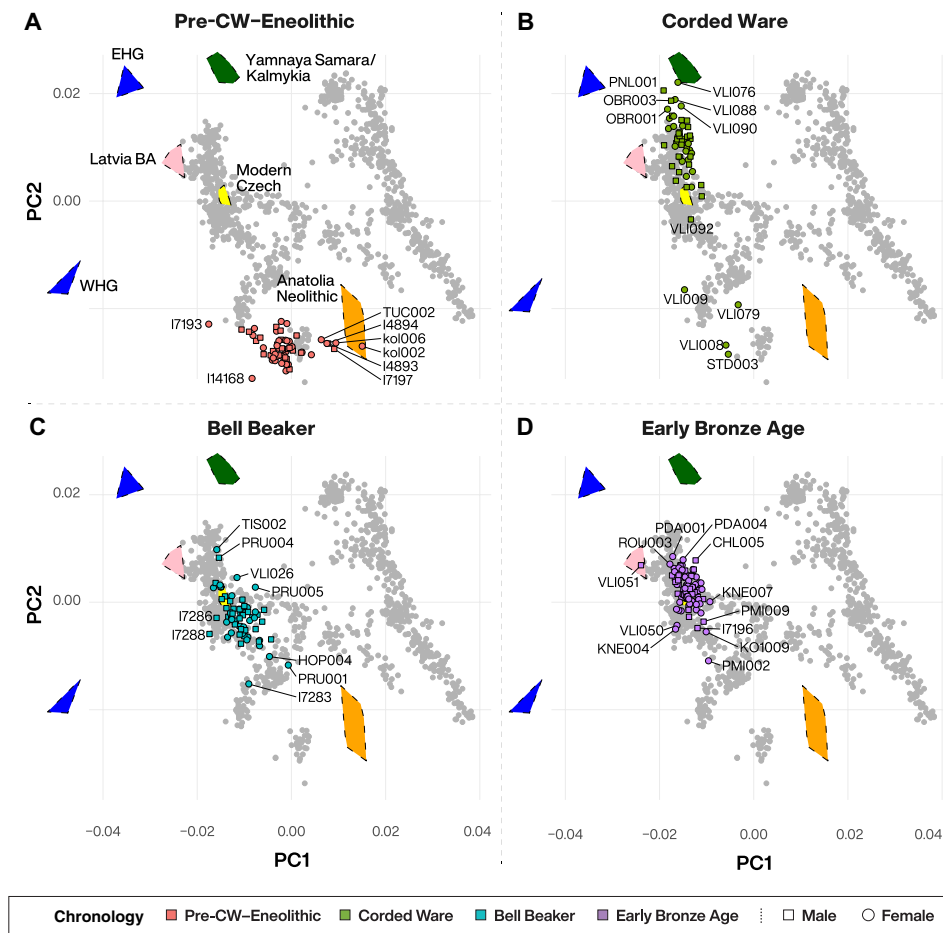 A
Pre-CW–Eneolithic
EHG
Yamnaya Samara/
Kalmykia
0.02
Latvia BA
Modern
Czech
PC2
0.00
WHG
Anatolia
Neolithic
TUC002
I7193
I4894
kol006
kol002
I4893
I14168
I7197
B
Corded Ware
PNL001
VLI076
OBR003
VLI088
OBR001
VLI090
VLI092
VLI009
VLI079
VLI008
STD003
C
Bell Beaker
0.02
TIS002
PRU004
VLI026
PRU005
PC2
0.00
I7286
I7288
HOP004
PRU001
I7283
−0.04
−0.02
0.00
0.02
0.04
PC1
D
Early Bronze Age
PDA001
PDA004
ROU003
CHL005
VLI051
KNE007
PMI009
VLI050
I7196
KNE004
KO1009
PMI002
−0.04
−0.02
0.00
0.02
0.04
PC1
Chronology Pre-CW–Eneolithic Corded Ware Bell Beaker Early Bronze Age Male Female